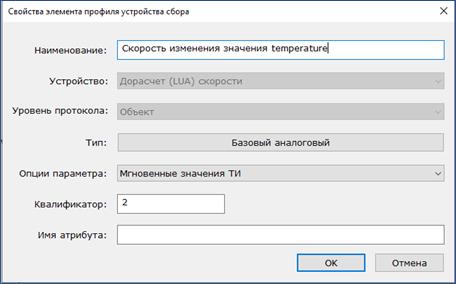 Свойства элемента профиля устройства сбора
Наименование: Скорость изменения значения temperature
Устройство: Дорасчет (LUA) скорости
Уровень протокола: Объект
Тип: Базовый аналоговый
Опции параметра: Мгновенные значения ТИ
Квалификатор: 2
Имя атрибута:
OK Отмена